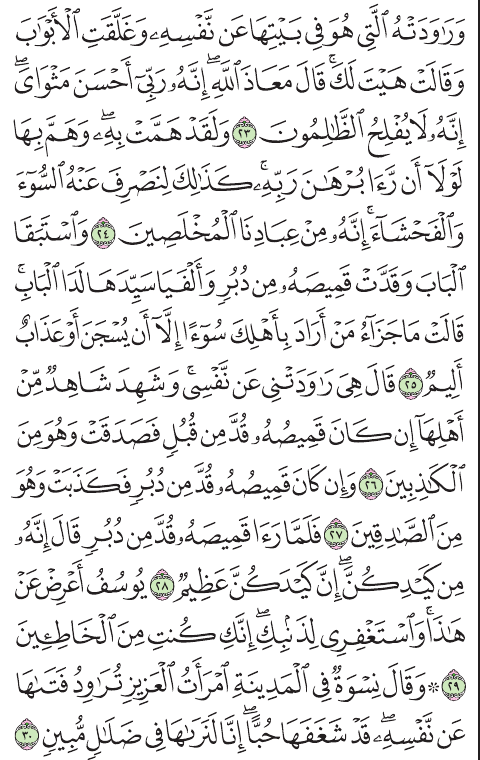 وَرَٰوَدَتْهُ ٱلَّتِى هُوَ فِى بَيْتِهَا عَن نَّفْسِهِۦ وَغَلَّقَتِ ٱلْأَبْوَٰبَ
وَقَالَتْ هَيْتَ لَكَ ۚ قَالَ مَعَاذَ ٱللَّهِ ۖ إِنَّهُۥ رَبِّىٓ أَحْسَنَ مَثْوَاىَ ۖ
إِنَّهُۥ لَا يُفْلِحُ ٱلظَّٰلِمُونَ ٢٣ وَلَقَدْ هَمَّتْ بِهِۦ ۖ وَهَمَّ بِهَا
لَوْلَآ أَن رَّءَا بُرْهَٰنَ رَبِّهِۦ ۚ كَذَٰلِكَ لِنَصْرِفَ عَنْهُ ٱلسُّوٓءَ
وَٱلْفَحْشَآءَ ۚ إِنَّهُۥ مِنْ عِبَادِنَا ٱلْمُخْلَصِينَ ٢٤ وَٱسْتَبَقَا
ٱلْبَابَ وَقَدَّتْ قَمِيصَهُۥ مِن دُبُرٍ وَأَلْفَيَا سَيِّدَهَا لَدَا ٱلْبَابِ ۚ
قَالَتْ مَا جَزَآءُ مَنْ أَرَادَ بِأَهْلِكَ سُوٓءًا إِلَّآ أَن يُسْجَنَ أَوْ عَذَابٌ
أَلِيمٌ ٢٥ قَالَ هِىَ رَٰوَدَتْنِى عَن نَّفْسِى ۚ وَشَهِدَ شَاهِدٌ مِّنْ
أَهْلِهَآ إِن كَانَ قَمِيصُهُۥ قُدَّ مِن قُبُلٍ فَصَدَقَتْ وَهُوَ مِنَ
ٱلْكَٰذِبِينَ ٢٦ وَإِن كَانَ قَمِيصُهُۥ قُدَّ مِن دُبُرٍ فَكَذَبَتْ وَهُوَ
مِنَ ٱلصَّٰدِقِينَ ٢٧ فَلَمَّا رَءَا قَمِيصَهُۥ قُدَّ مِن دُبُرٍ قَالَ إِنَّهُۥ
مِن كَيْدِكُنَّ ۖ إِنَّ كَيْدَكُنَّ عَظِيمٌ ٢٨ يُوسُفُ أَعْرِضْ عَنْ
هَٰذَا ۚ وَٱسْتَغْفِرِى لِذَنۢبِكِ ۖ إِنَّكِ كُنتِ مِنَ ٱلْخَاطِـِٔينَ
٢٩ ۞ وَقَالَ نِسْوَةٌ فِى ٱلْمَدِينَةِ ٱمْرَأَتُ ٱلْعَزِيزِ تُرَٰوِدُ فَتَىٰهَا
عَن نَّفْسِهِۦ ۖ قَدْ شَغَفَهَا حُبًّا ۖ إِنَّا لَنَرَىٰهَا فِى ضَلَٰلٍ مُّبِينٍ ٣٠